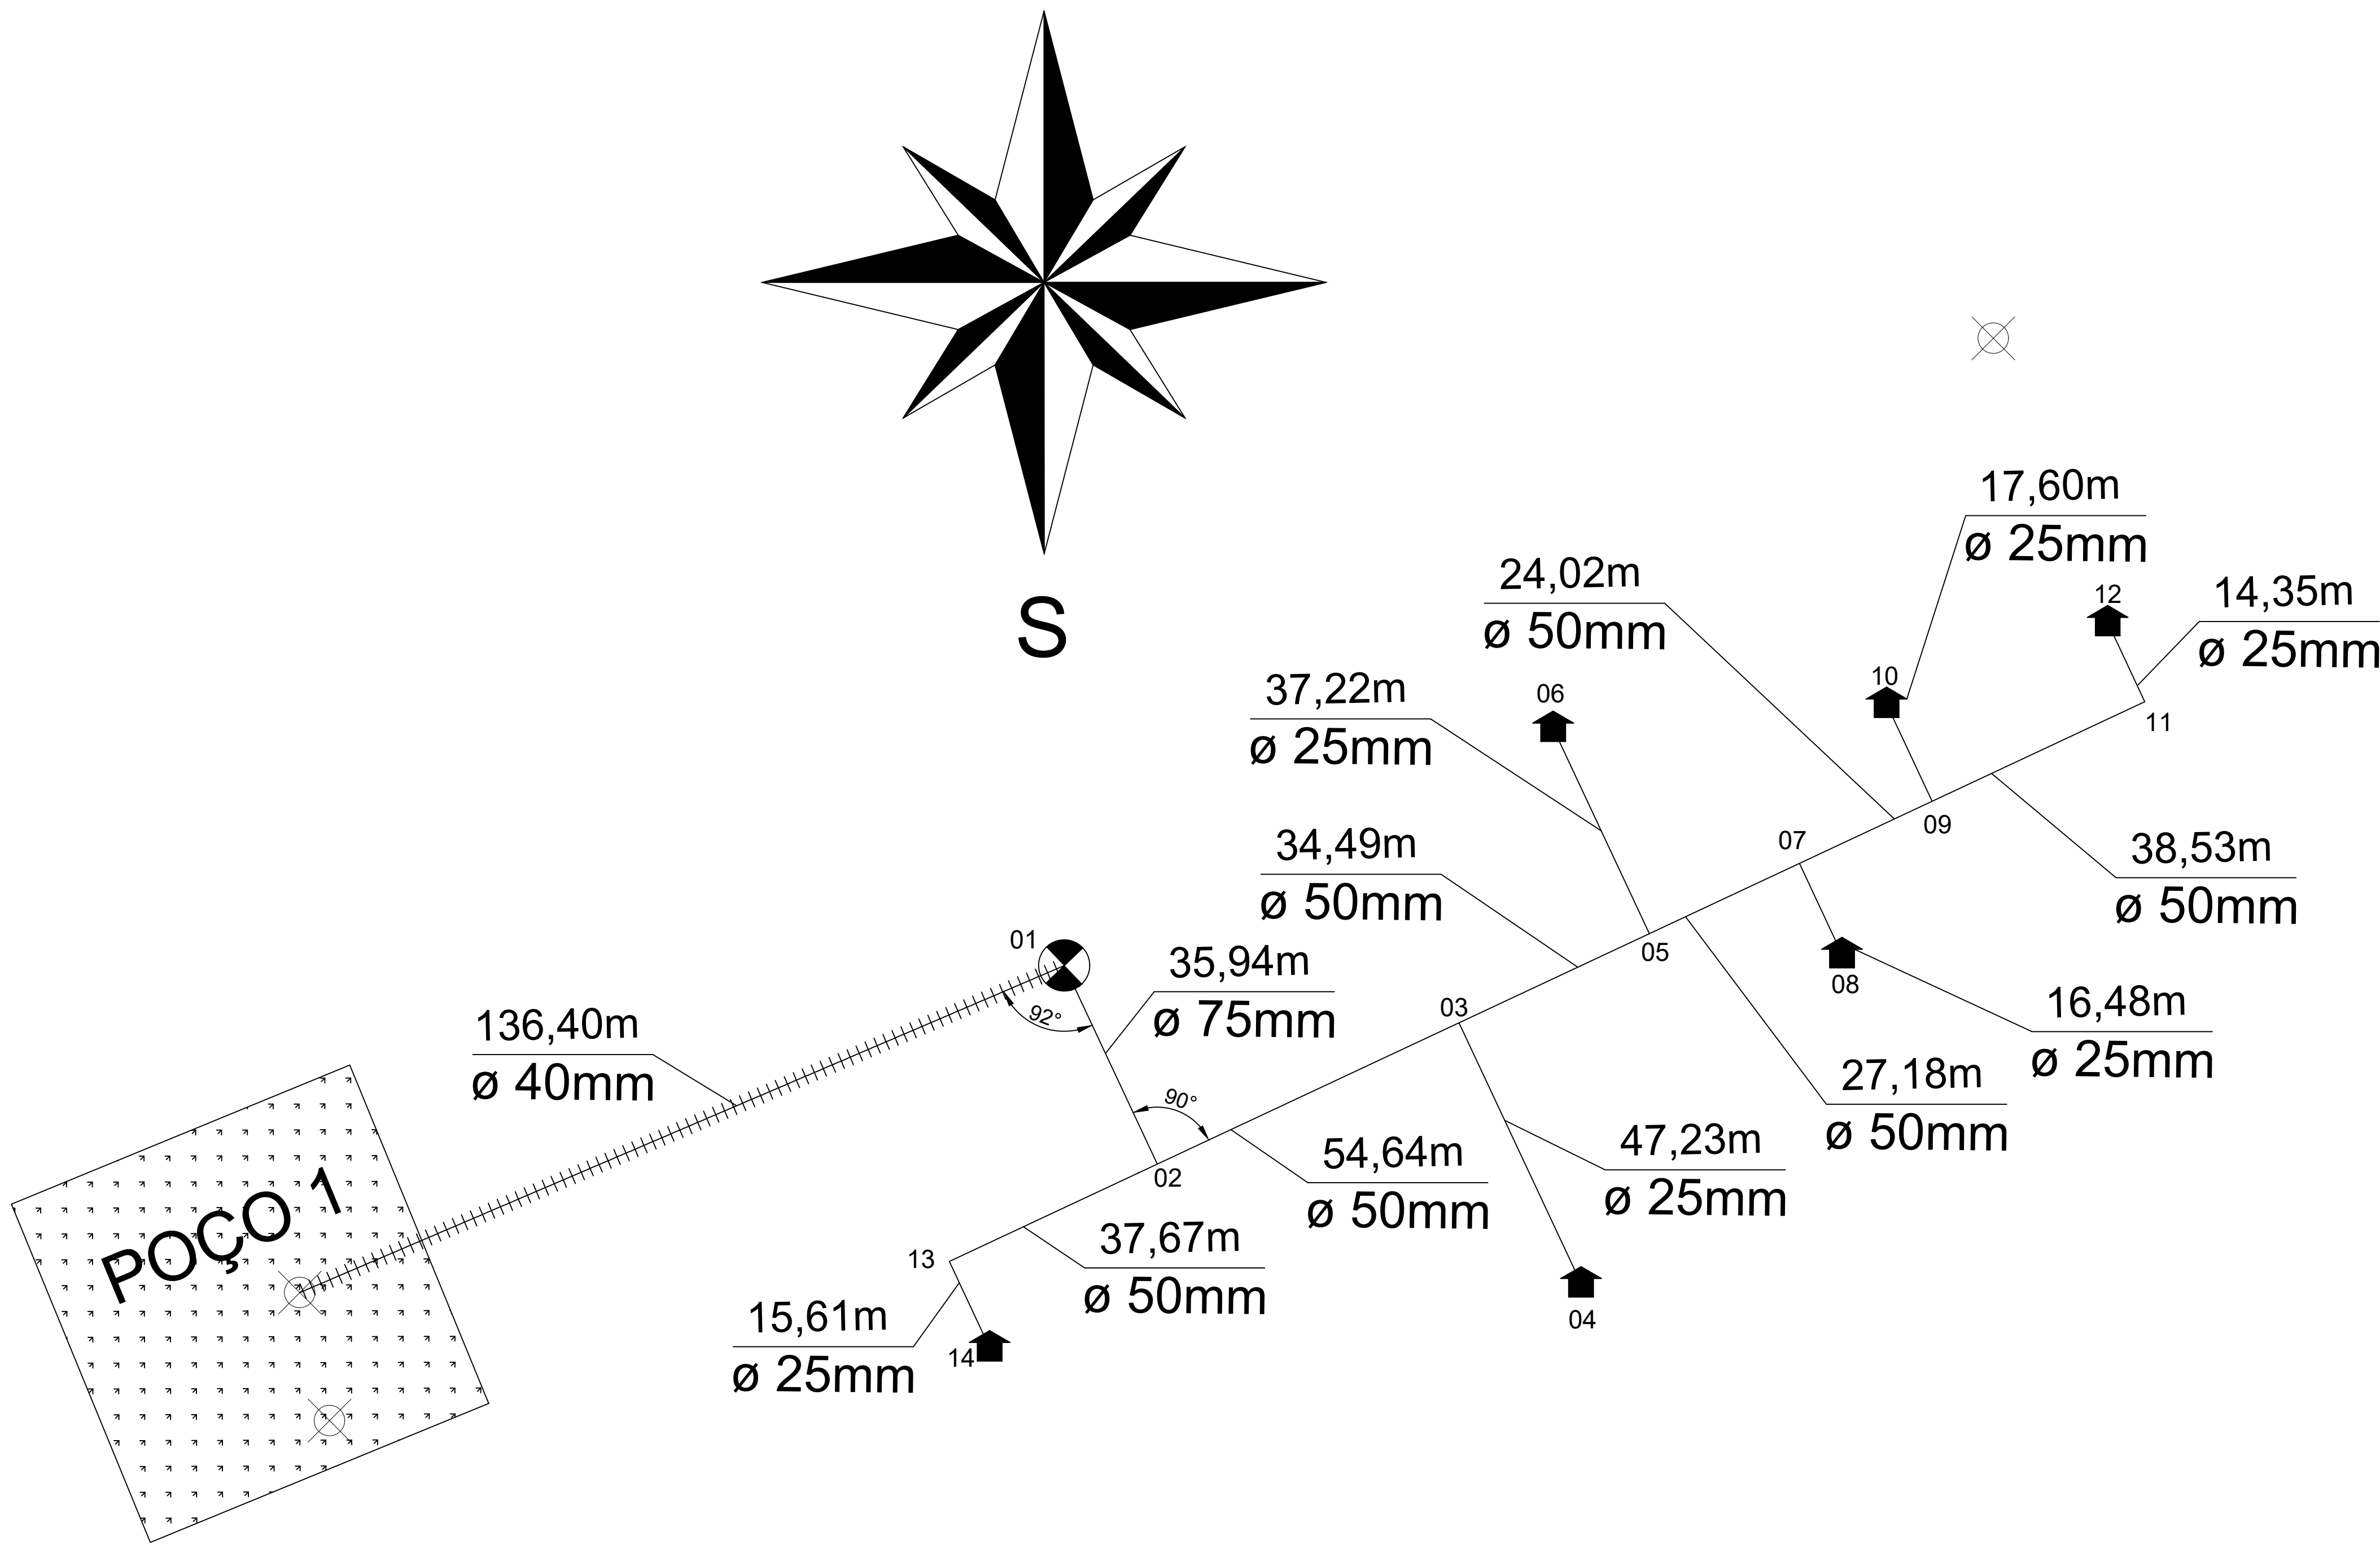 S
17,60m
ø 25mm
24,02m
ø 50mm
12
14,35m
ø 25mm
37,22m
ø 25mm
06
10
11
34,49m
ø 50mm
07
09
38,53m
ø 50mm
01
35,94m
ø 75mm
92°
05
08
16,48m
ø 25mm
136,40m
ø 40mm
03
27,18m
ø 50mm
90°
02
54,64m
ø 50mm
47,23m
ø 25mm
POÇO 1
13
37,67m
ø 50mm
04
15,61m
ø 25mm
14